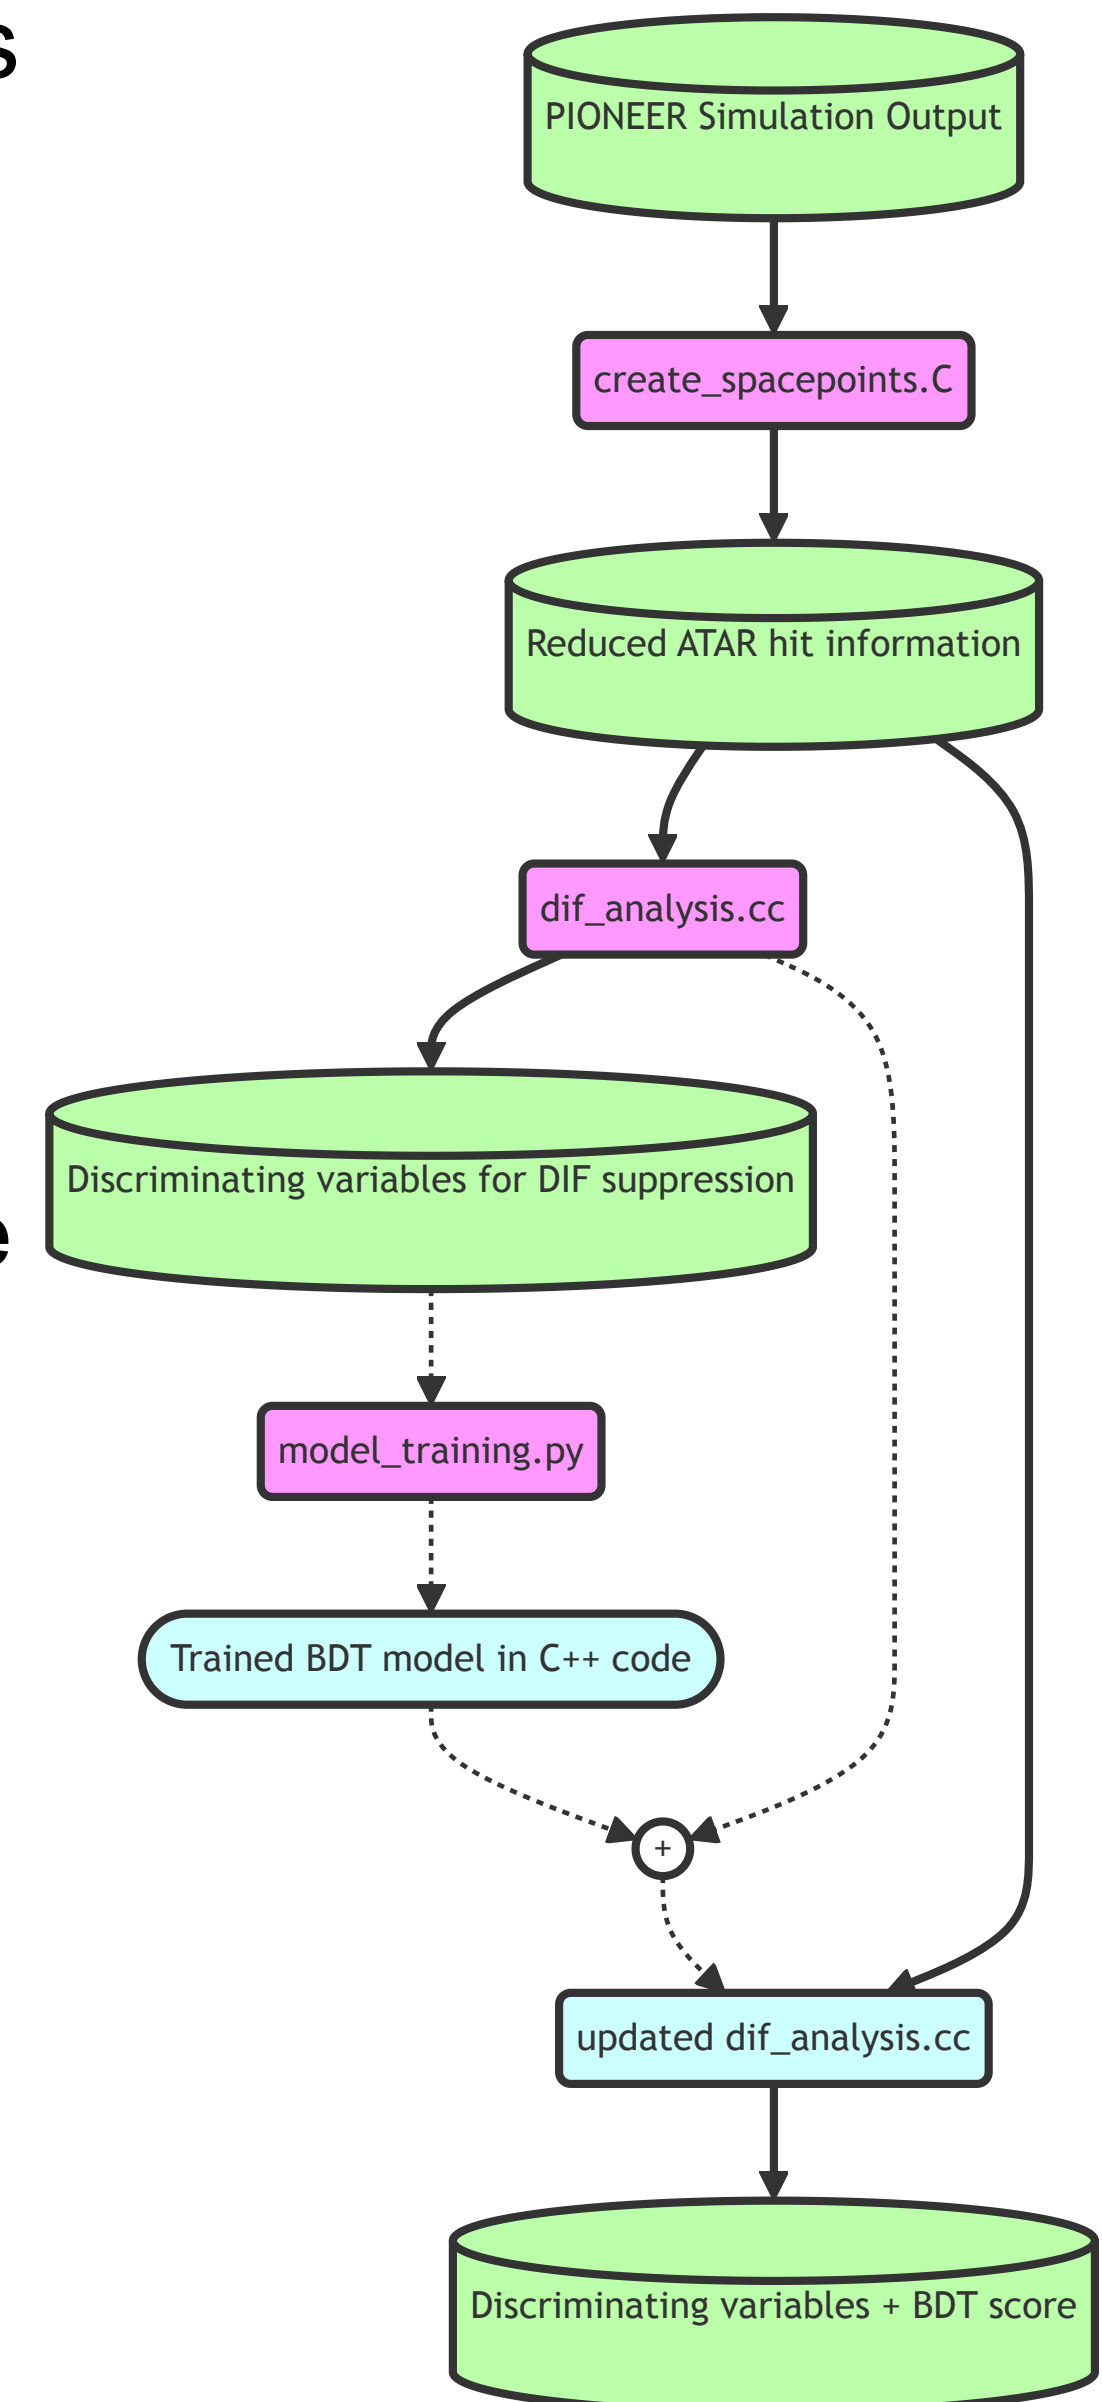 s
PIONEER Simulation Output
create_spacepoints.C
Reduced ATAR hit information
dif_analysis.cc
Discriminating variables for DIF suppression
e
model_training.py
Trained BDT model in C++ code
+
updated dif_analysis.cc
Discriminating variables + BDT score